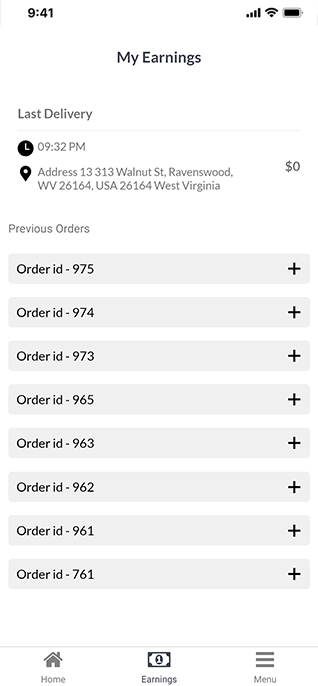 9:41
My Earnings
Last Delivery
09:32 PM
Address 13 313 Walnut St, Ravenswood,
WV 26164, USA 26164 West Virginia
$0
Previous Orders
Order id - 975
Order id - 974
Order id - 973
Order id - 965
Order id - 963
Order id - 962
Order id - 961
Order id - 761
Home
Earnings
Menu